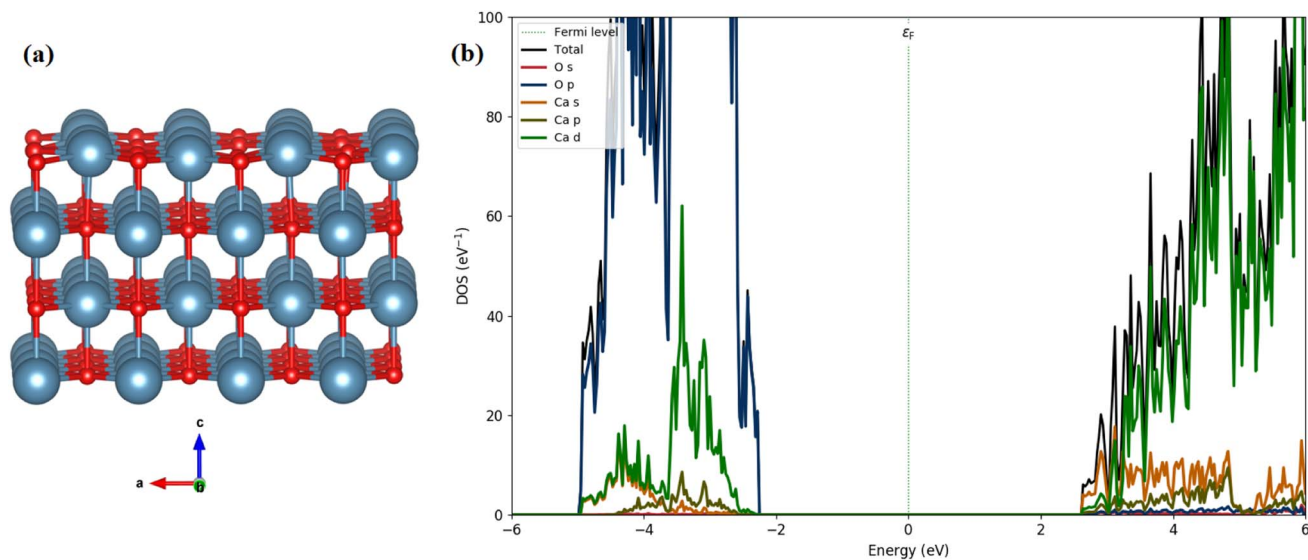 (a)
c
a
b
(b)
100
80
60
40
20
0
DOS (eV⁻¹)
Fermi level
Total
O s
O p
Ca s
Ca p
Ca d
εF
−6
−4
−2
0
2
4
6
Energy (eV)